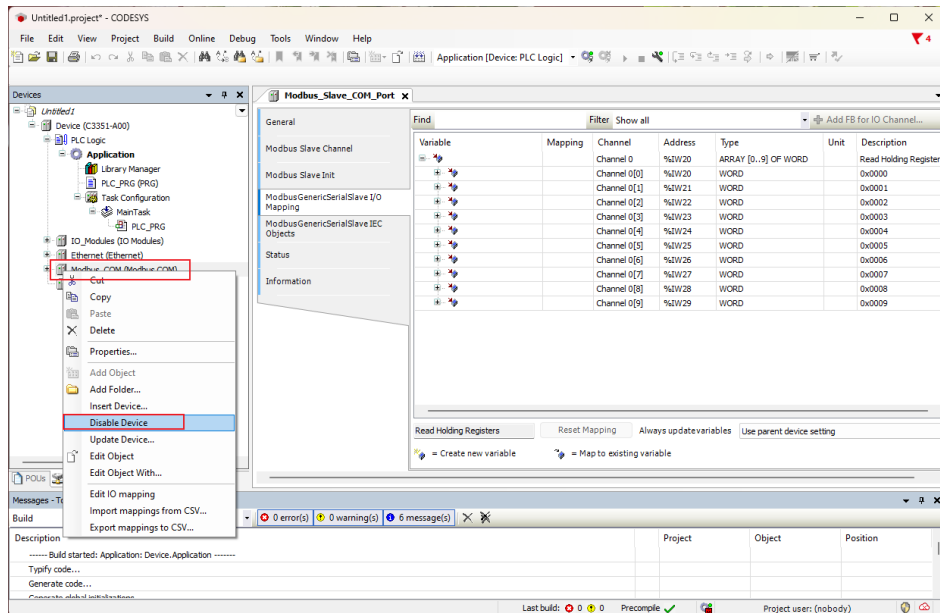 Untitled1.project* - CODESYS
File Edit View Project Build Online Debug Tools Window Help
4
Application [Device: PLC Logic]
Devices
Untitled1
Device (C3351-A00)
PLC Logic
Application
Library Manager
PLC_PRG (PRG)
Task Configuration
MainTask
PLC_PRG
IO_Modules (IO Modules)
Ethernet (Ethernet)
Modbus_COM (Modbus COM)
Cut
Copy
Paste
Delete
Properties...
Add Object
Add Folder...
Insert Device...
Disable Device
Update Device...
Edit Object
Edit Object With...
Edit IO mapping
Import mappings from CSV...
Export mappings to CSV...
POUs
Modbus_Slave_COM_Port
General
Modbus Slave Channel
Modbus Slave Init
ModbusGenericSerialSlave I/O
Mapping
ModbusGenericSerialSlave IEC
Objects
Status
Information
Find Filter Show all Add FB for IO Channel...
Variable Mapping Channel Address Type Unit Description
Channel 0 %IW20 ARRAY [0..9] OF WORD Read Holding Register
Channel 0[0] %IW20 WORD 0x0000
Channel 0[1] %IW21 WORD 0x0001
Channel 0[2] %IW22 WORD 0x0002
Channel 0[3] %IW23 WORD 0x0003
Channel 0[4] %IW24 WORD 0x0004
Channel 0[5] %IW25 WORD 0x0005
Channel 0[6] %IW26 WORD 0x0006
Channel 0[7] %IW27 WORD 0x0007
Channel 0[8] %IW28 WORD 0x0008
Channel 0[9] %IW29 WORD 0x0009
Read Holding Registers Reset Mapping Always update variables Use parent device setting
= Create new variable = Map to existing variable
Messages - To
Build 0 error(s) 0 warning(s) 6 message(s)
Description Project Object Position
------ Build started: Application: Device.Application -------
Typify code...
Generate code...
Generate global initializations
Last build: 0 0 Precompile Project user: (nobody)